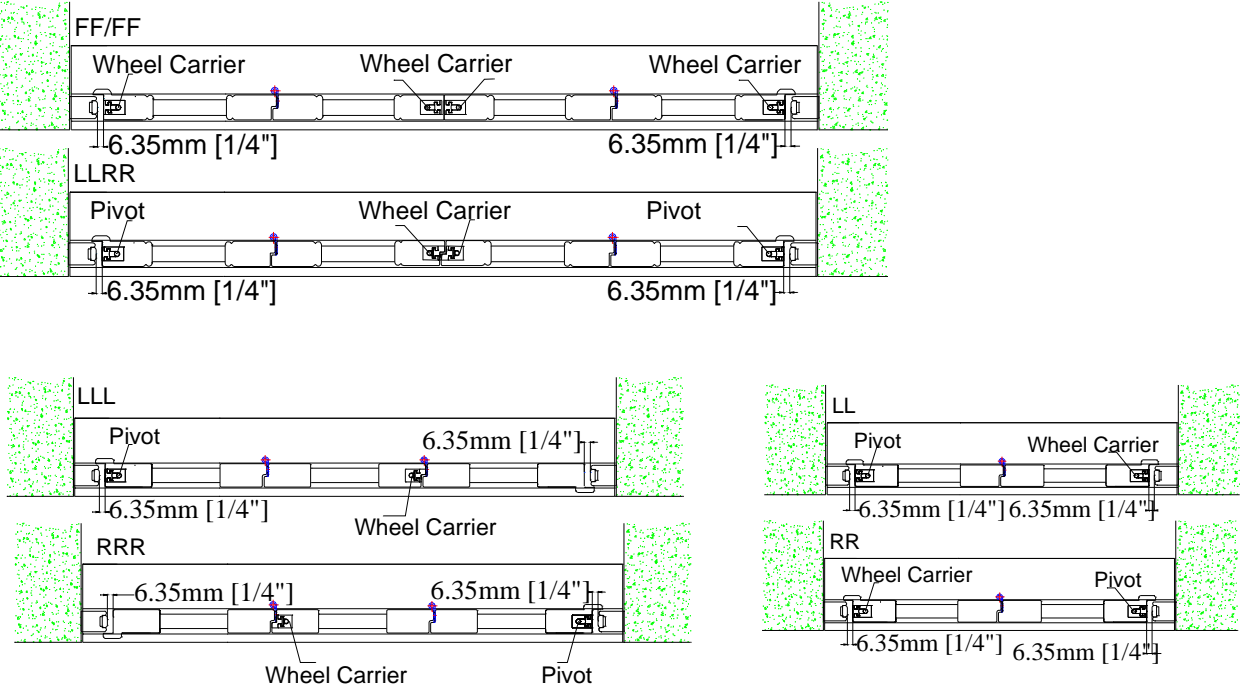 FF/FF
Wheel Carrier Wheel Carrier Wheel Carrier
6.35mm [1/4"] 6.35mm [1/4"]
LLRR
Pivot Wheel Carrier Pivot
6.35mm [1/4"] 6.35mm [1/4"]
LLL
Pivot 6.35mm [1/4"]
6.35mm [1/4"]
Wheel Carrier
RRR
6.35mm [1/4"] 6.35mm [1/4"]
Wheel Carrier Pivot
LL
Pivot Wheel Carrier
6.35mm [1/4"] 6.35mm [1/4"]
RR
Wheel Carrier Pivot
6.35mm [1/4"] 6.35mm [1/4"]